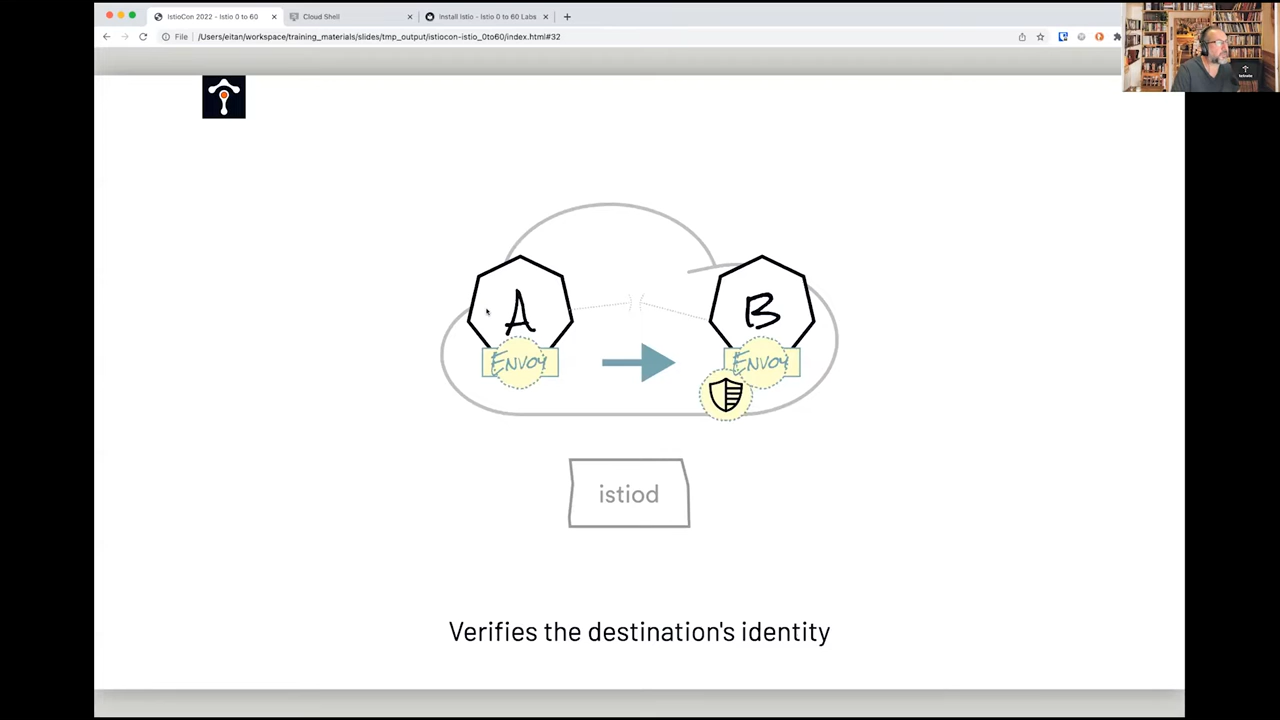 IstioCon 2022 - Istio 0 to 60
Cloud Shell
Install Istio - Istio 0 to 60 Labs
File
/Users/eitan/workspace/training_materials/slides/tmp_output/istiocon-istio_0to60/index.html#32
tetrate
A
B
ENVOY
ENVOY
istiod
Verifies the destination's identity